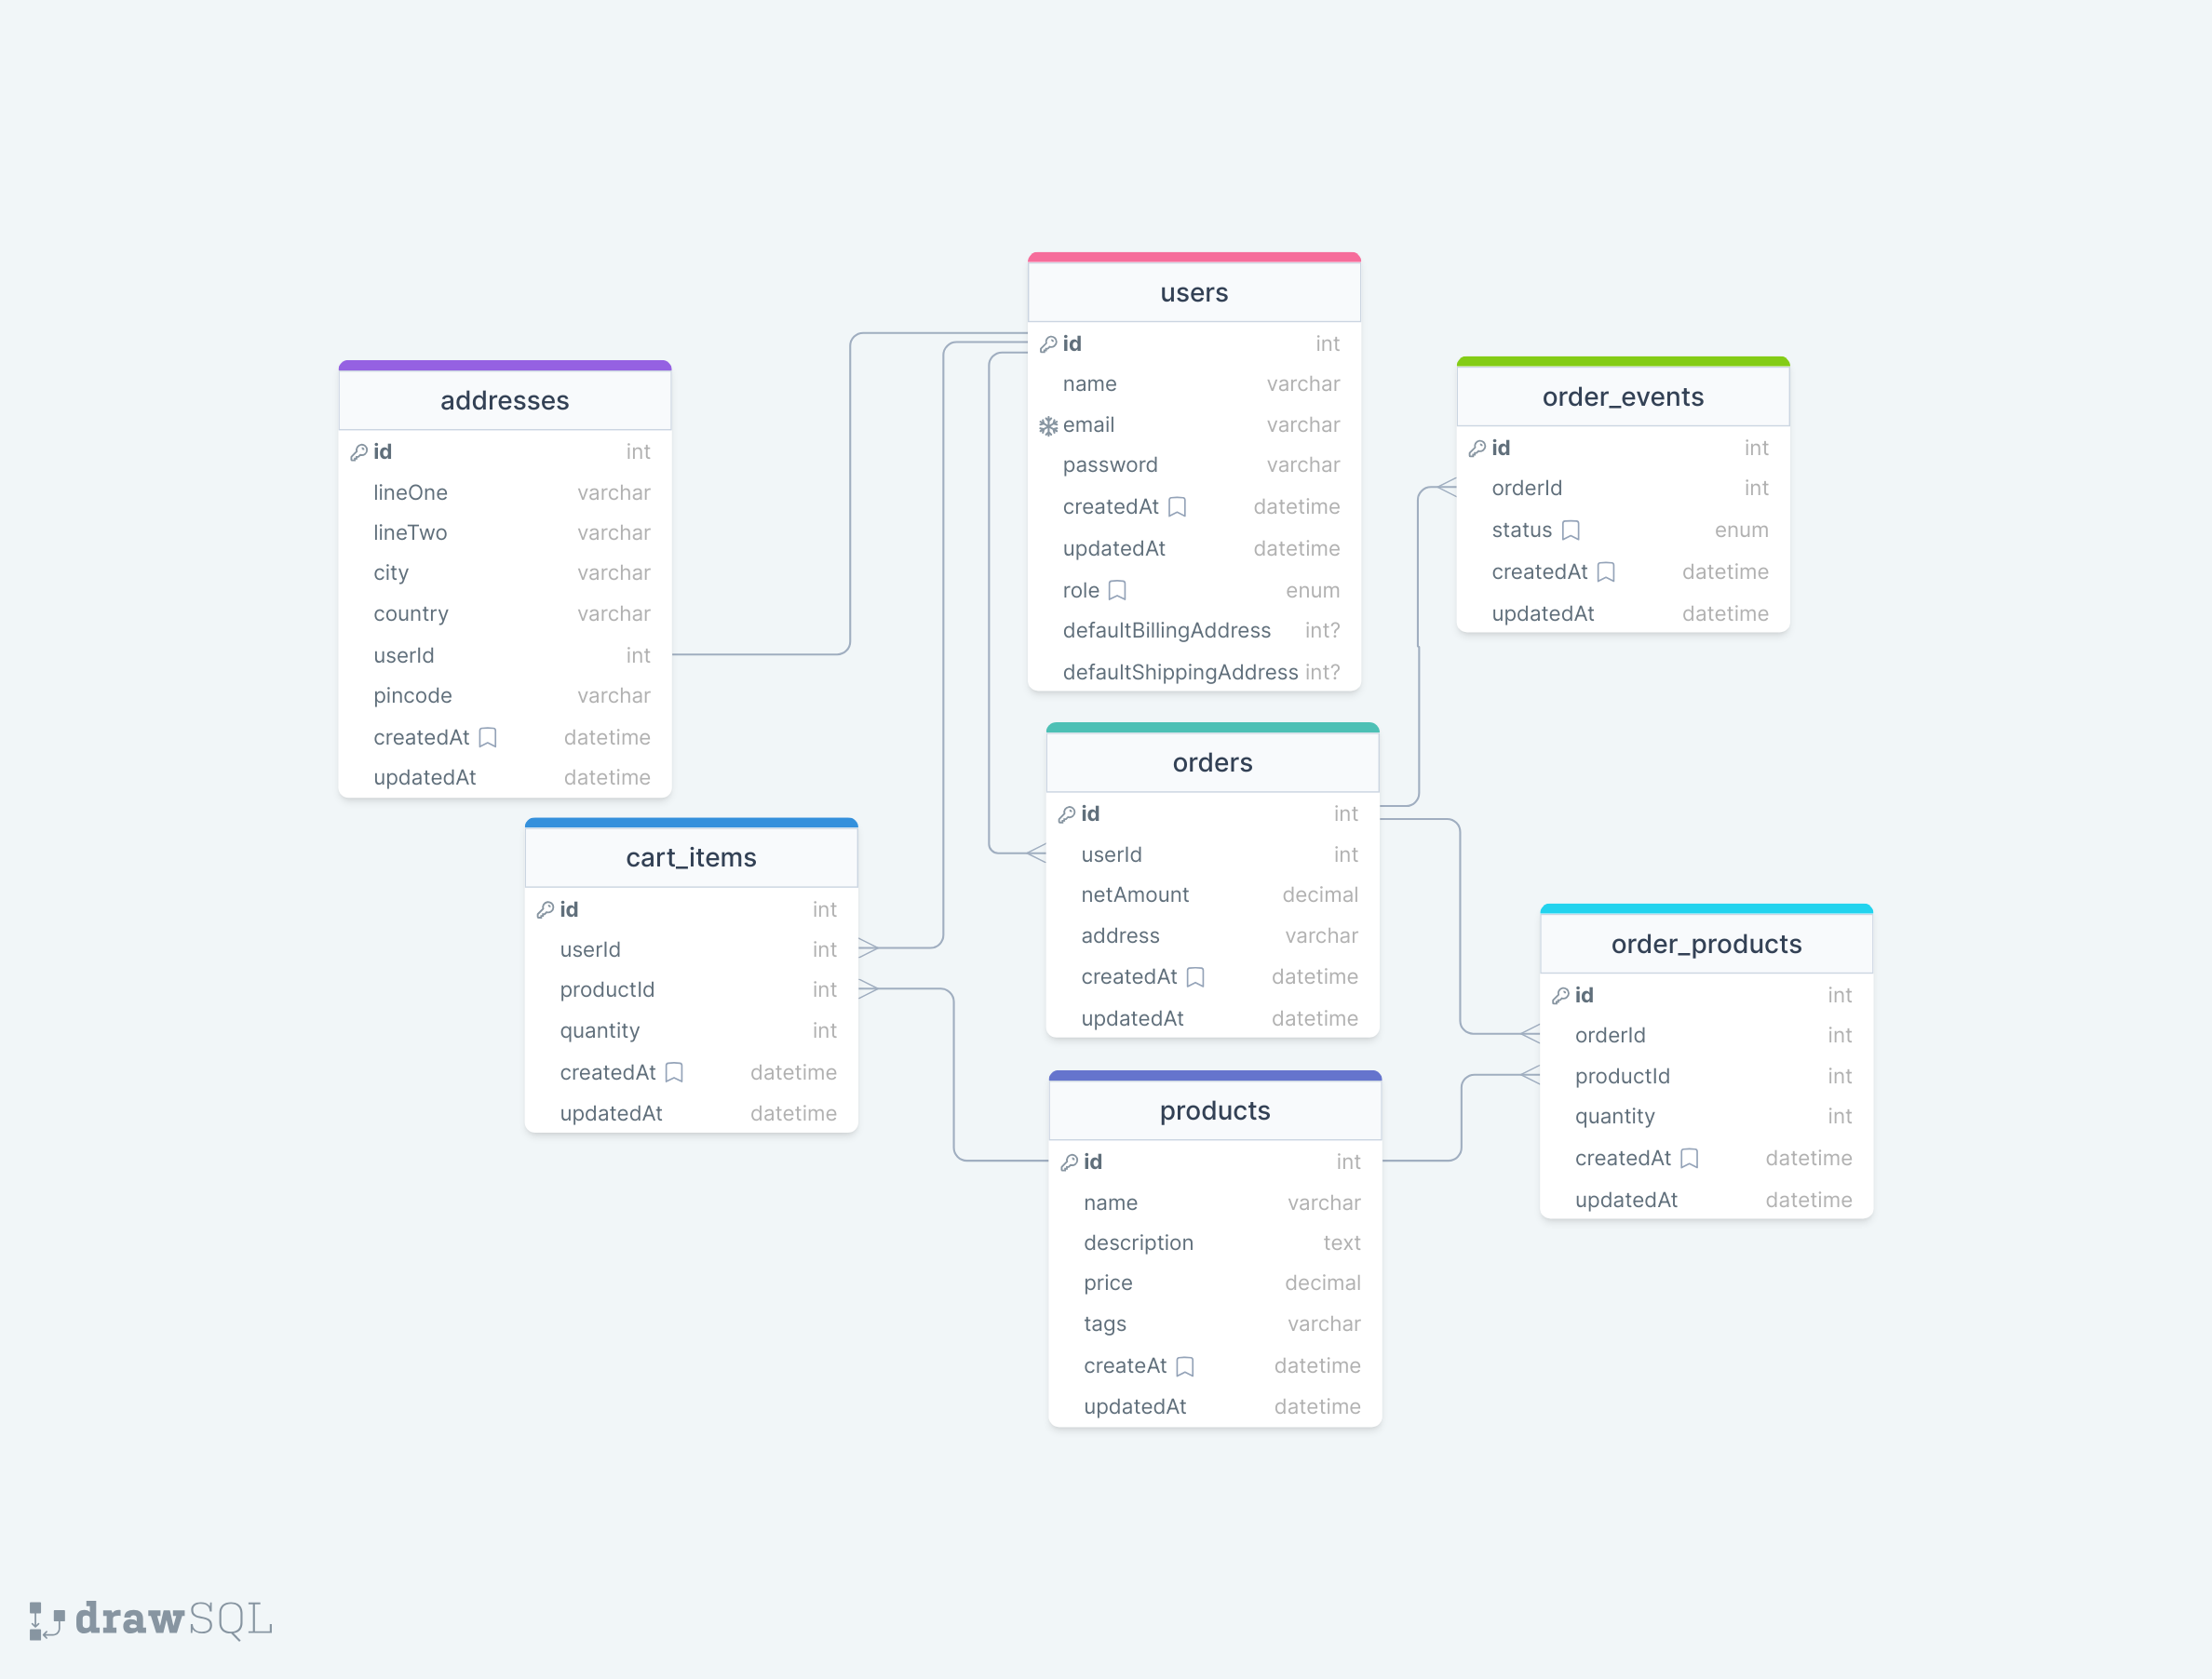 users
id int
name varchar
email varchar
password varchar
createdAt datetime
updatedAt datetime
role enum
defaultBillingAddress int?
defaultShippingAddress int?
addresses
id int
lineOne varchar
lineTwo varchar
city varchar
country varchar
userId int
pincode varchar
createdAt datetime
updatedAt datetime
order_events
id int
orderId int
status enum
createdAt datetime
updatedAt datetime
orders
id int
userId int
netAmount decimal
address varchar
createdAt datetime
updatedAt datetime
cart_items
id int
userId int
productId int
quantity int
createdAt datetime
updatedAt datetime
order_products
id int
orderId int
productId int
quantity int
createdAt datetime
updatedAt datetime
products
id int
name varchar
description text
price decimal
tags varchar
createAt datetime
updatedAt datetime
drawSQL